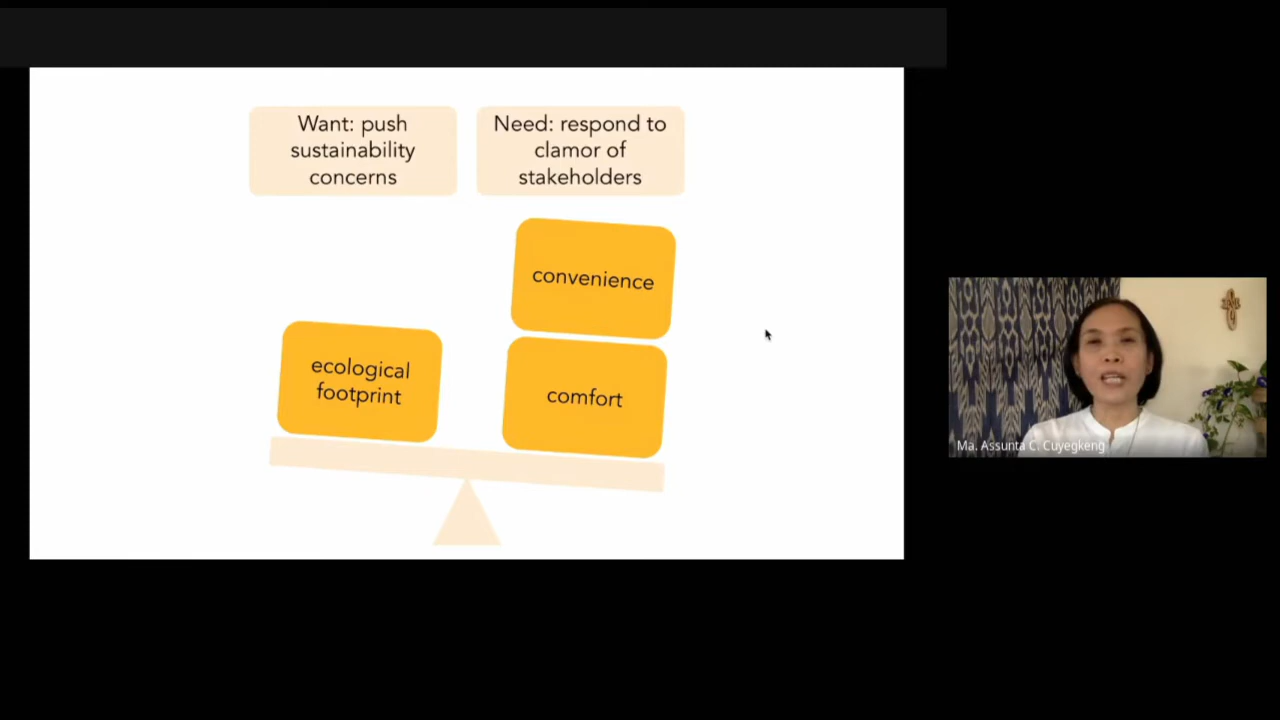 Want: push
sustainability
concerns
Need: respond to
clamor of
stakeholders
convenience
ecological
footprint
comfort
Ma. Assunta C. Cuyegkeng